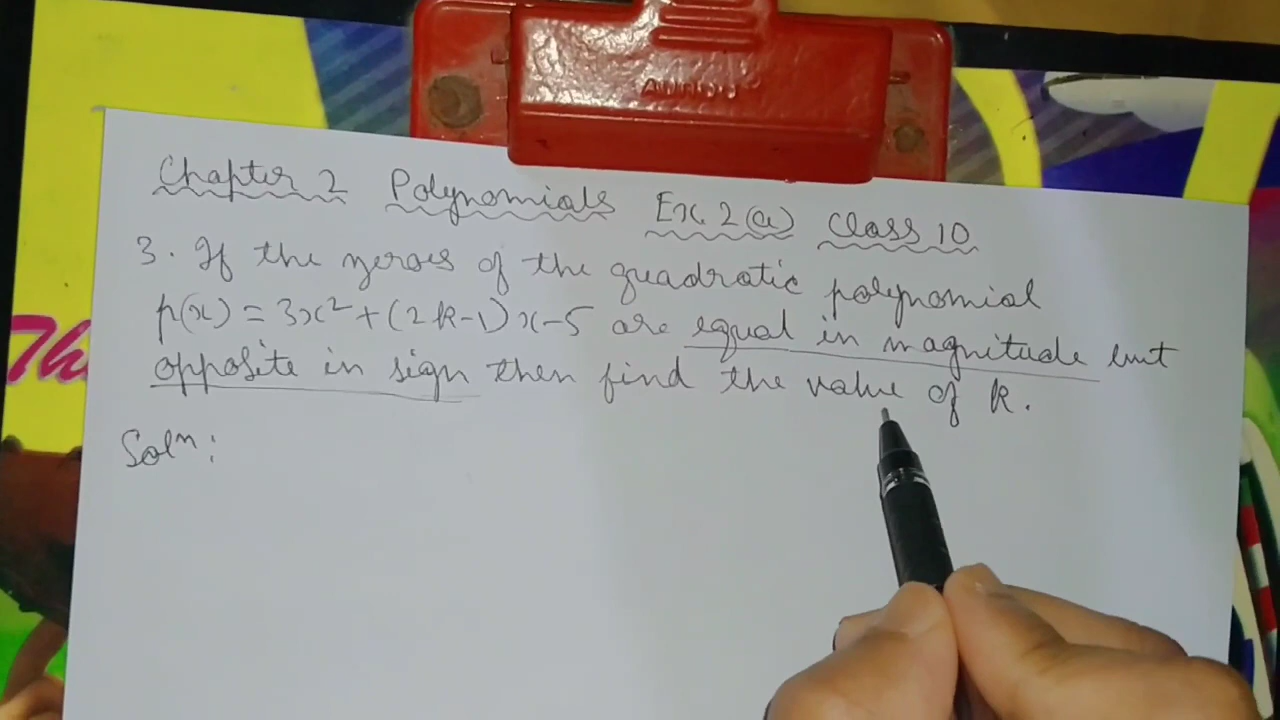 Chapter 2 Polynomials Ex. 2(a) Class 10
3. If the zeroes of the quadratic polynomial
p(x) = 3x² + (2k-1)x-5 are equal in magnitude but
opposite in sign then find the value of k.
Solⁿ:
Th